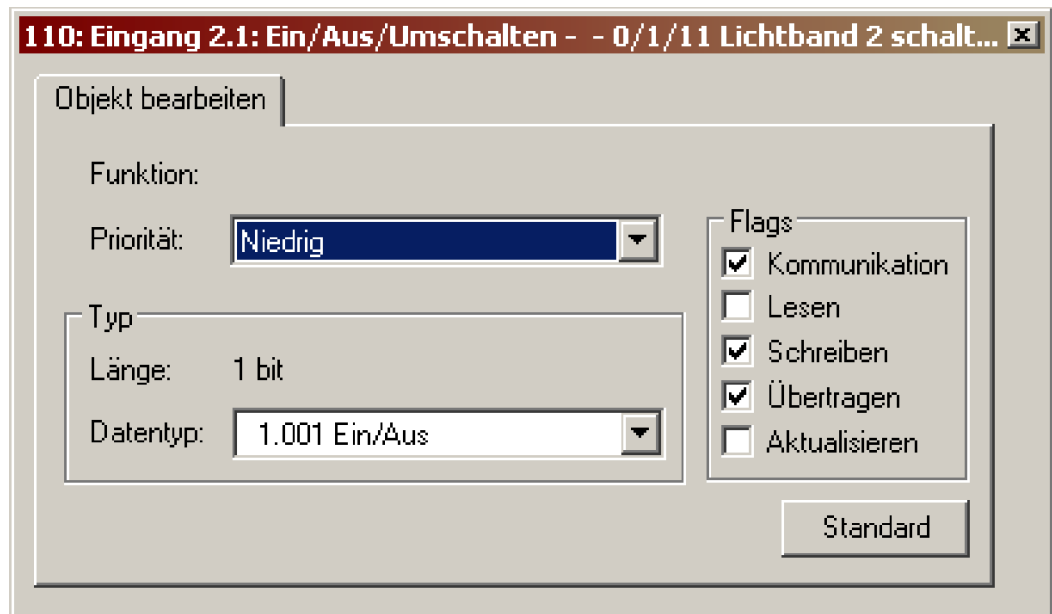 110: Eingang 2.1: Ein/Aus/Umschalten -  - 0/1/11 Lichtband 2 schalt...
Objekt bearbeiten
Funktion:
Priorität: Niedrig
Typ
Länge: 1 bit
Datentyp: 1.001 Ein/Aus
Flags
Kommunikation
Lesen
Schreiben
Übertragen
Aktualisieren
Standard